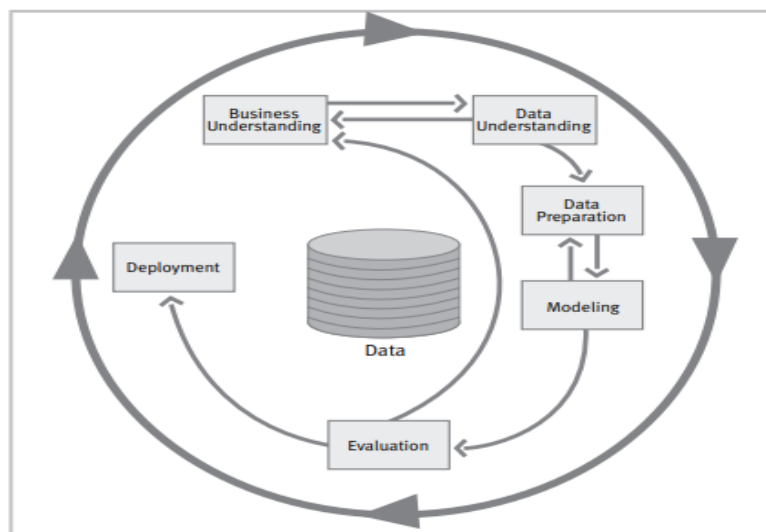 Business
Understanding
Data
Understanding
Data
Preparation
Modeling
Deployment
Data
Evaluation